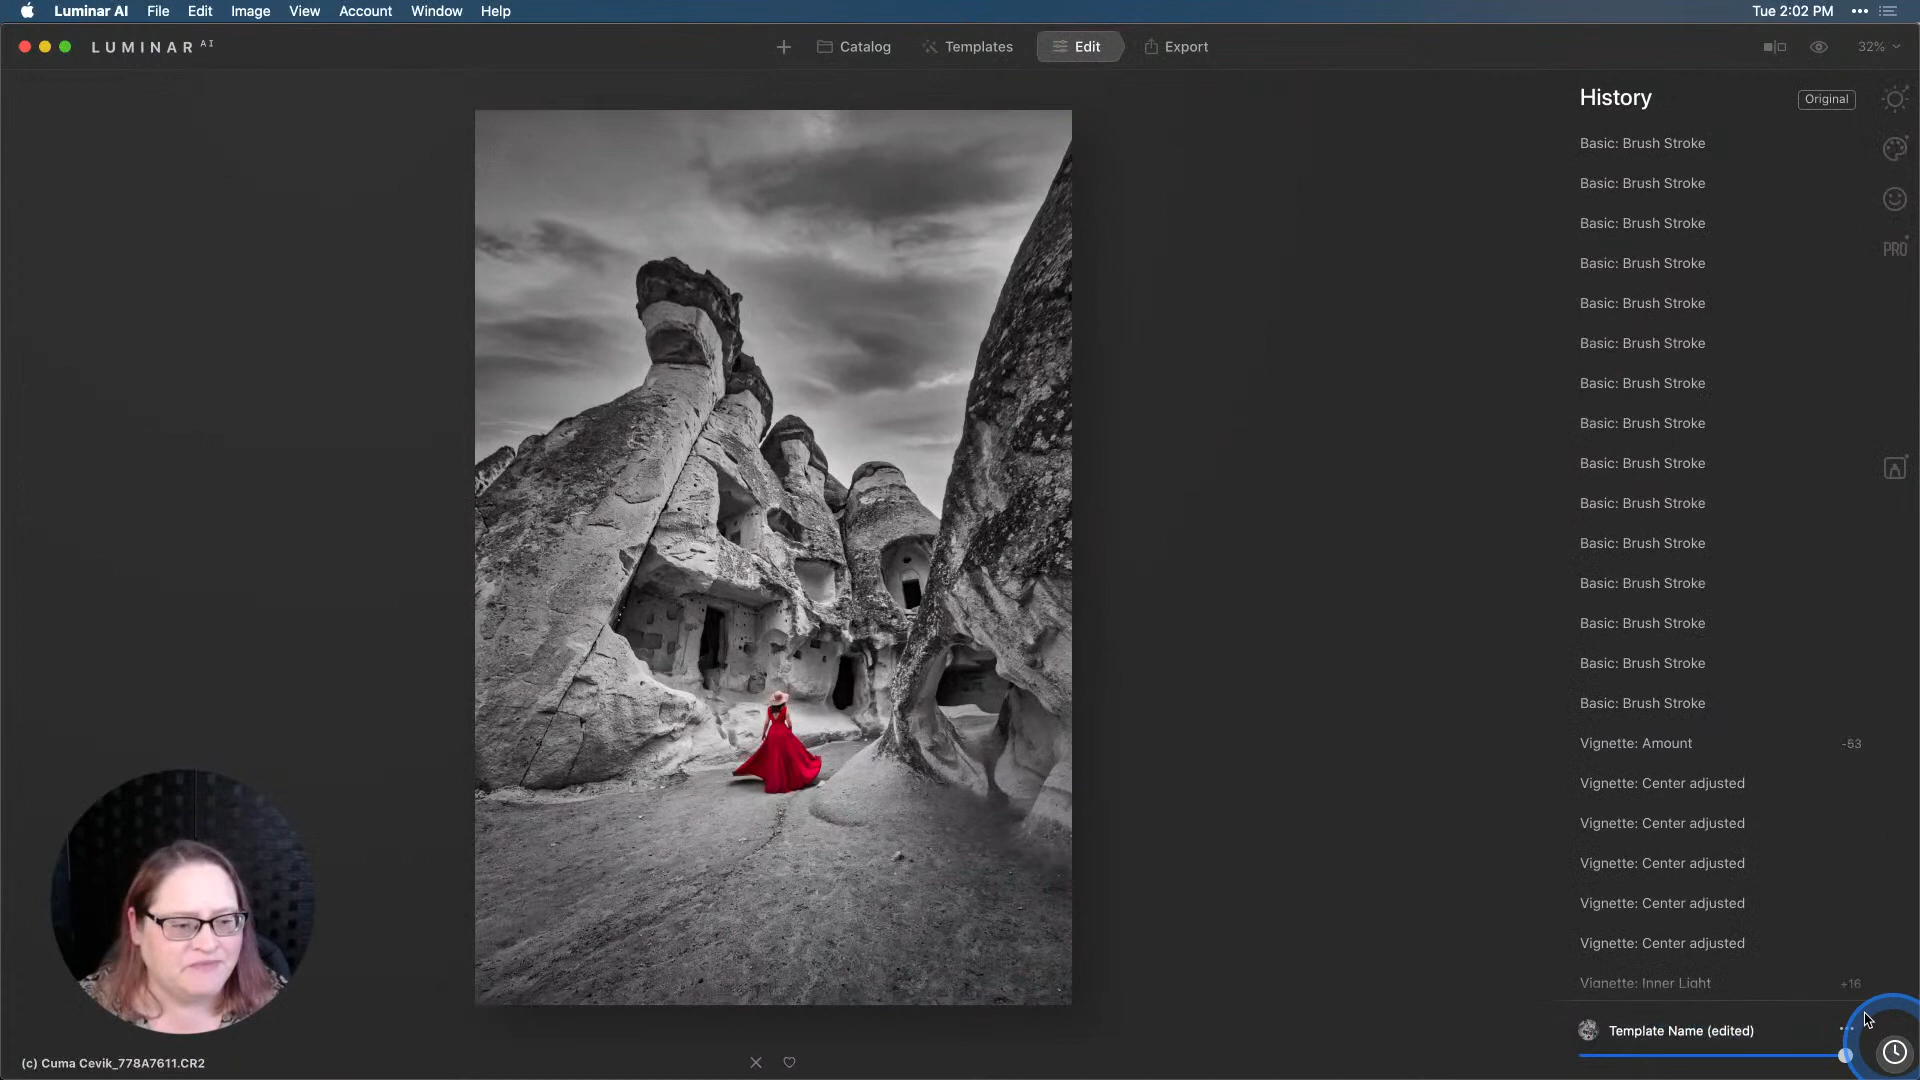 Luminar AI File Edit Image View Account Window Help Tue 2:02 PM
LUMINAR AI Catalog Templates Edit Export 32%
History Original
Basic: Brush Stroke
Basic: Brush Stroke
Basic: Brush Stroke
PRO
Basic: Brush Stroke
Basic: Brush Stroke
Basic: Brush Stroke
Basic: Brush Stroke
Basic: Brush Stroke
Basic: Brush Stroke
Basic: Brush Stroke
Basic: Brush Stroke
Basic: Brush Stroke
Basic: Brush Stroke
Basic: Brush Stroke
Basic: Brush Stroke
Vignette: Amount -53
Vignette: Center adjusted
Vignette: Center adjusted
Vignette: Center adjusted
Vignette: Center adjusted
Vignette: Center adjusted
Vignette: Inner Light +16
Template Name (edited)
(c) Cuma Cevik_778A7611.CR2